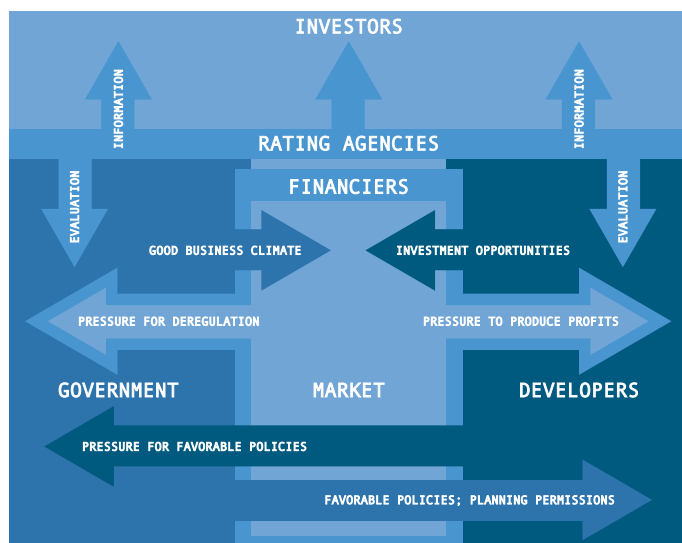 INVESTORS
INFORMATION
INFORMATION
RATING AGENCIES
FINANCIERS
EVALUATION
EVALUATION
GOOD BUSINESS CLIMATE
INVESTMENT OPPORTUNITIES
PRESSURE FOR DEREGULATION
PRESSURE TO PRODUCE PROFITS
GOVERNMENT
MARKET
DEVELOPERS
PRESSURE FOR FAVORABLE POLICIES
FAVORABLE POLICIES; PLANNING PERMISSIONS